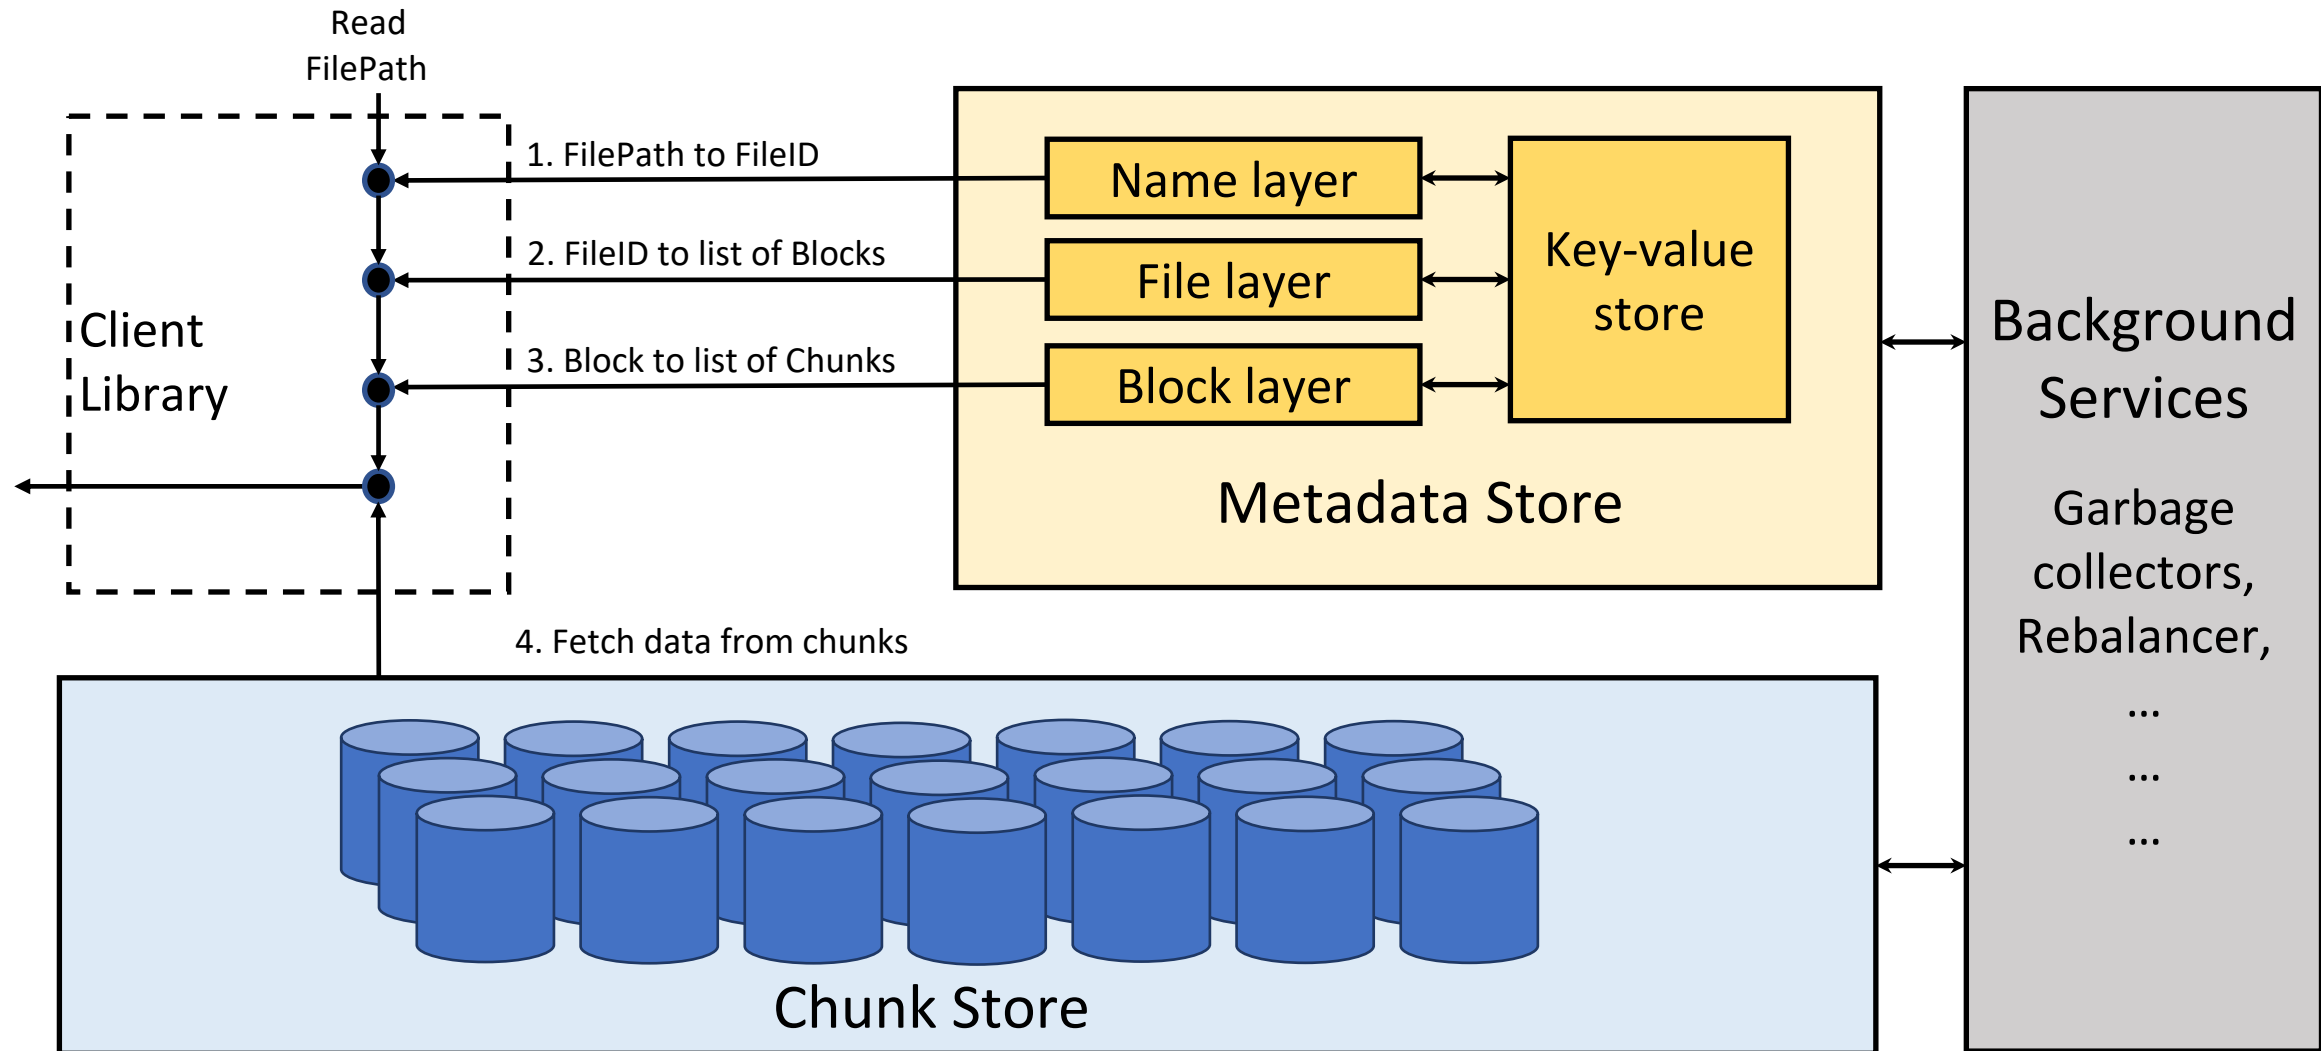 Read
FilePath
1. FilePath to FileID
2. FileID to list of Blocks
3. Block to list of Chunks
Client
Library
Name layer
File layer
Block layer
Key-value
store
Metadata Store
4. Fetch data from chunks
Chunk Store
Background
Services
Garbage
collectors,
Rebalancer,
...
...
...